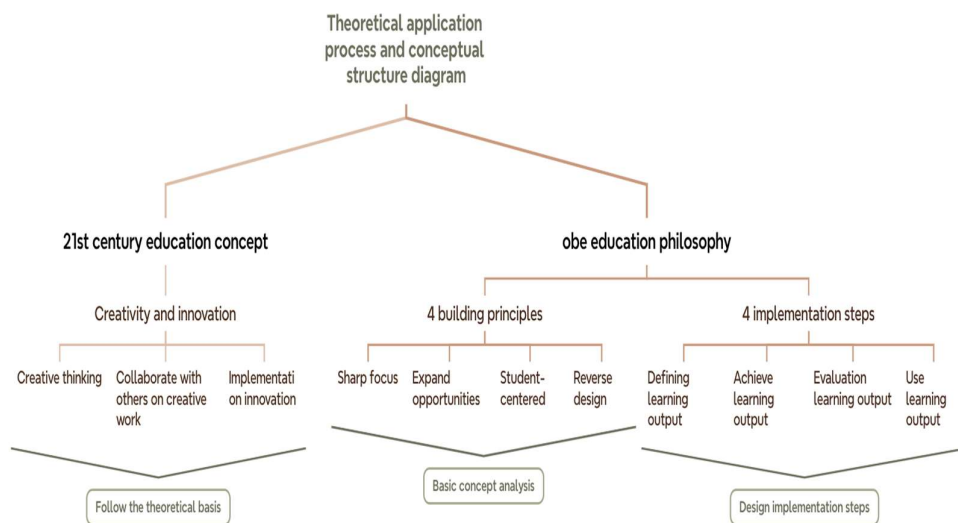 Theoretical application
process and conceptual
structure diagram
21st century education concept
obe education philosophy
Creativity and innovation
4 building principles
4 implementation steps
Creative thinking
Collaborate with
others on creative
work
Implementati
on innovation
Sharp focus
Expand
opportunities
Student-
centered
Reverse
design
Defining
learning
output
Achieve
learning
output
Evaluation
learning output
Use
learning
output
Follow the theoretical basis
Basic concept analysis
Design implementation steps